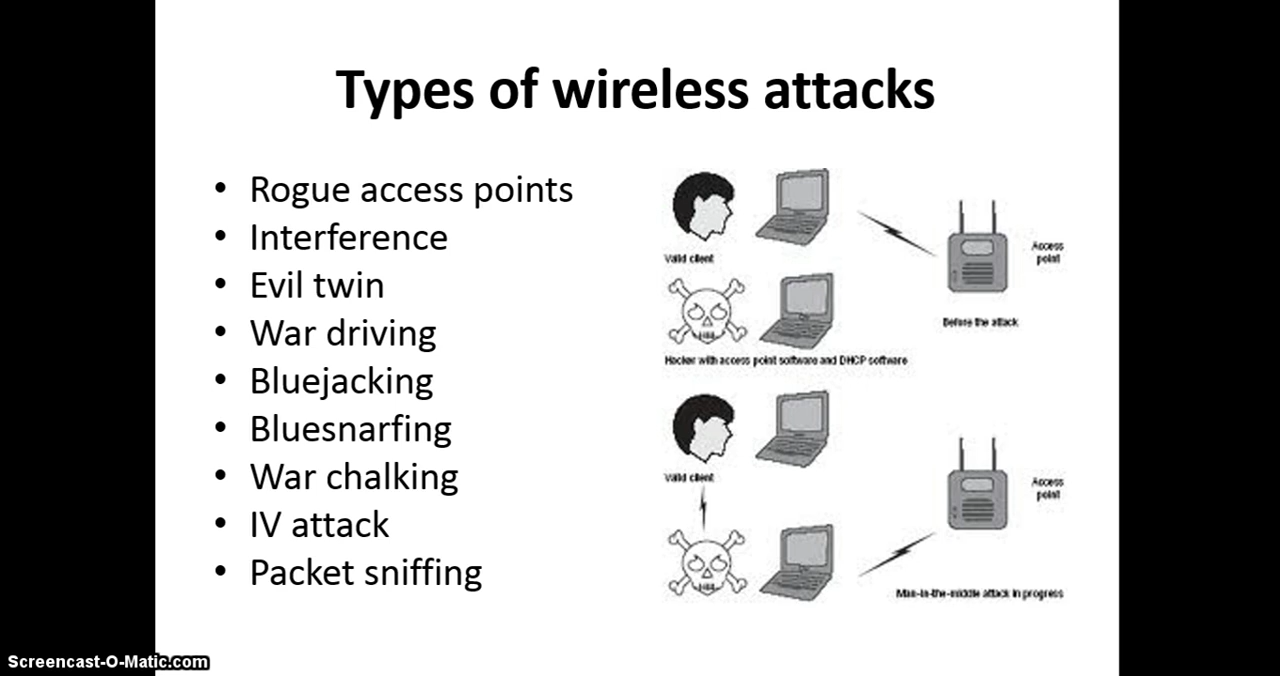 Types of wireless attacks
• Rogue access points
• Interference
• Evil twin
• War driving
• Bluejacking
• Bluesnarfing
• War chalking
• IV attack
• Packet sniffing
Valid client
Access
point
Before the attack
Hacker with access point software and DHCP software
Valid client
Access
point
Man-in-the-middle attack in progress
Screencast-O-Matic.com